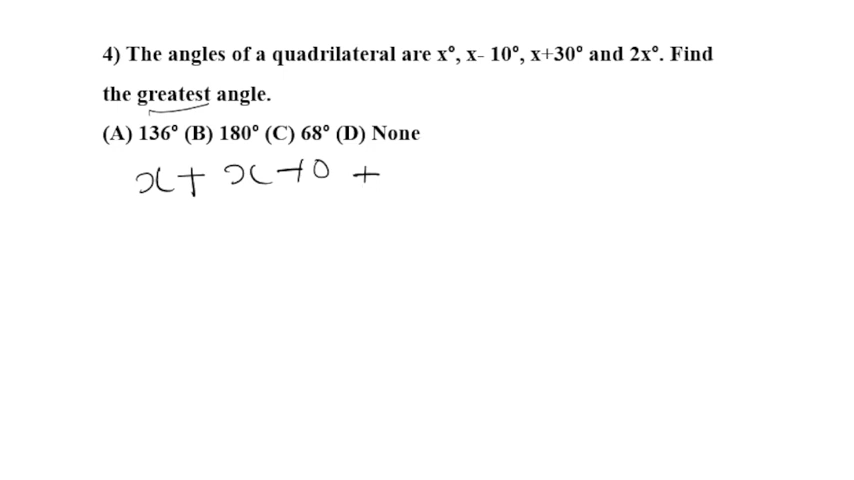 4) The angles of a quadrilateral are x°, x- 10°, x+30° and 2x°. Find
the greatest angle.
(A) 136° (B) 180° (C) 68° (D) None
x + x -10 +